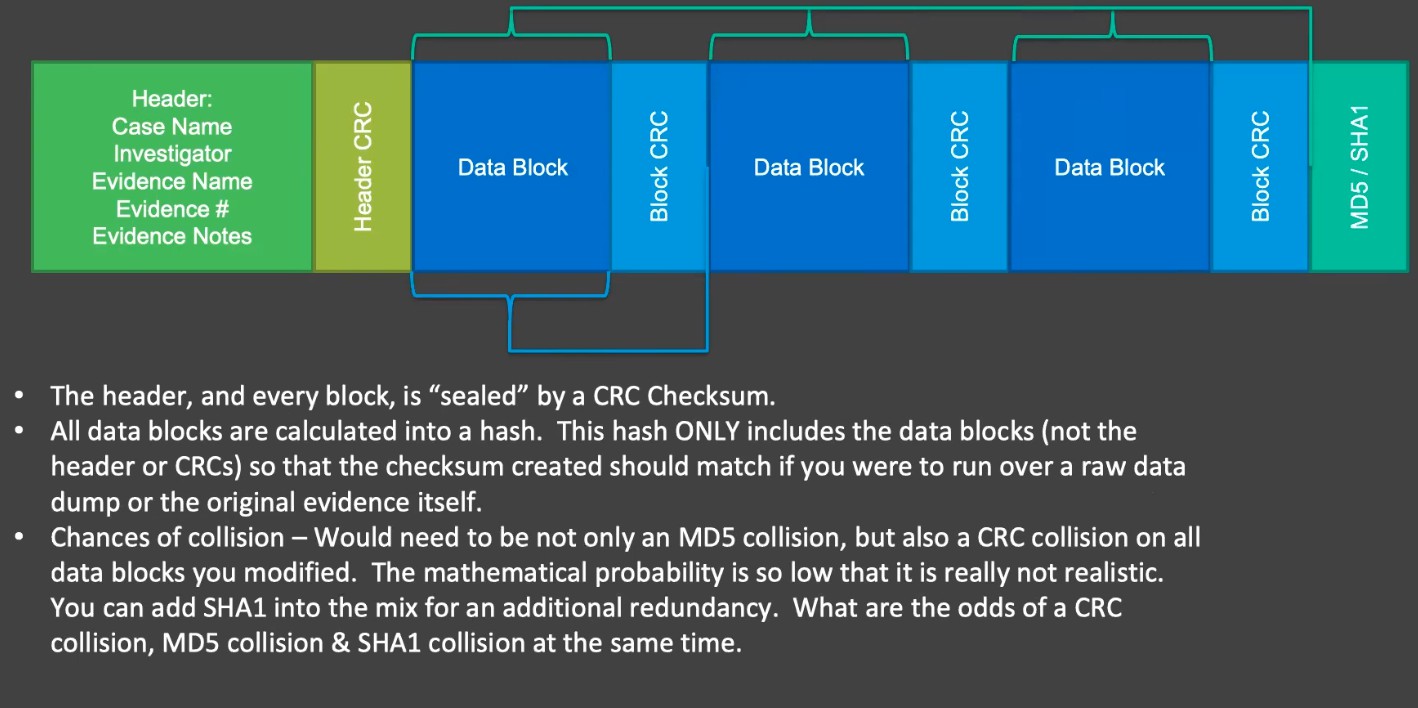 Header:
Case Name
Investigator
Evidence Name
Evidence #
Evidence Notes
Header CRC
Data Block
Block CRC
Data Block
Block CRC
Data Block
Block CRC
MD5 / SHA1
• The header, and every block, is “sealed” by a CRC Checksum.
• All data blocks are calculated into a hash.  This hash ONLY includes the data blocks (not the
header or CRCs) so that the checksum created should match if you were to run over a raw data
dump or the original evidence itself.
• Chances of collision – Would need to be not only an MD5 collision, but also a CRC collision on all
data blocks you modified.  The mathematical probability is so low that it is really not realistic.
You can add SHA1 into the mix for an additional redundancy.  What are the odds of a CRC
collision, MD5 collision & SHA1 collision at the same time.